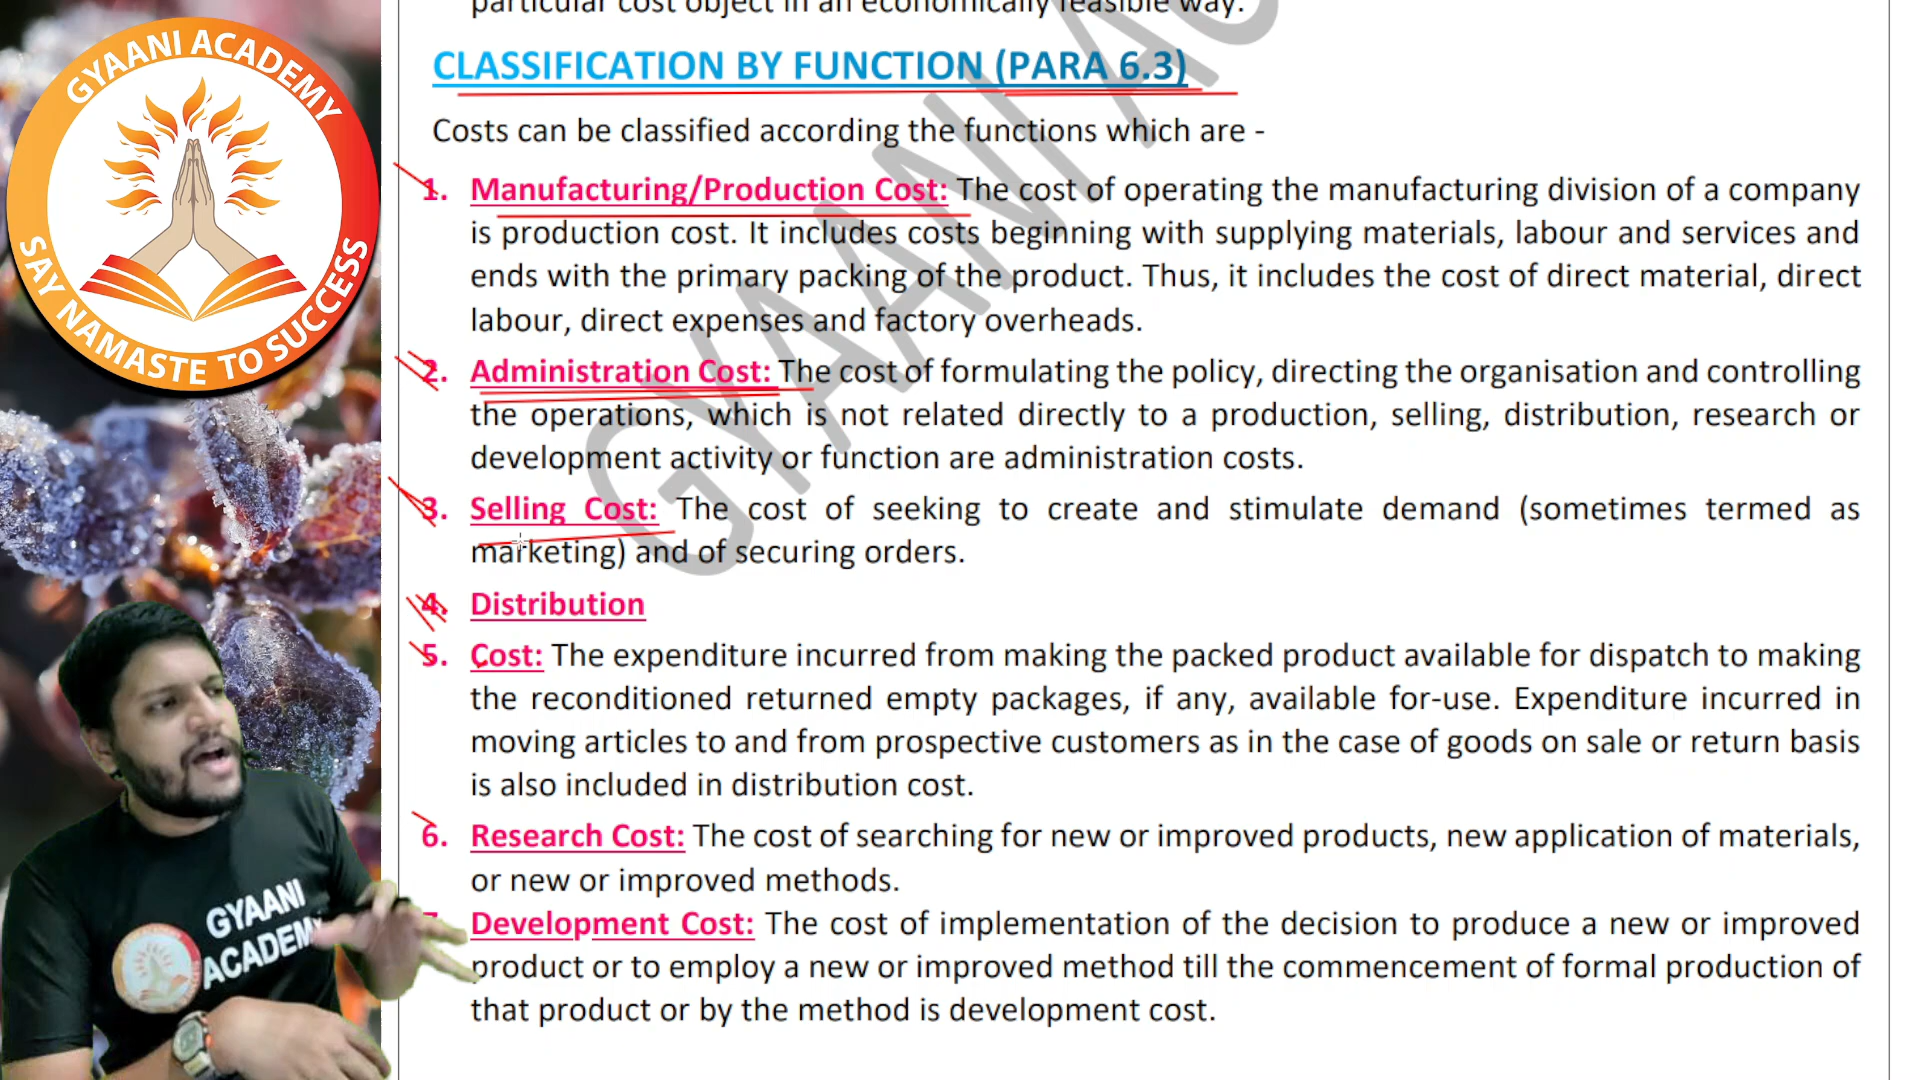 GYAANI ACADEMY
SAY NAMASTE TO SUCCESS
particular cost object in an economically feasible way.
CLASSIFICATION BY FUNCTION (PARA 6.3)
Costs can be classified according the functions which are -
1. Manufacturing/Production Cost: The cost of operating the manufacturing division of a company
is production cost. It includes costs beginning with supplying materials, labour and services and
ends with the primary packing of the product. Thus, it includes the cost of direct material, direct
labour, direct expenses and factory overheads.
2. Administration Cost: The cost of formulating the policy, directing the organisation and controlling
the operations, which is not related directly to a production, selling, distribution, research or
development activity or function are administration costs.
3. Selling Cost: The cost of seeking to create and stimulate demand (sometimes termed as
marketing) and of securing orders.
4. Distribution
5. Cost: The expenditure incurred from making the packed product available for dispatch to making
the reconditioned returned empty packages, if any, available for-use. Expenditure incurred in
moving articles to and from prospective customers as in the case of goods on sale or return basis
is also included in distribution cost.
6. Research Cost: The cost of searching for new or improved products, new application of materials,
or new or improved methods.
Development Cost: The cost of implementation of the decision to produce a new or improved
product or to employ a new or improved method till the commencement of formal production of
that product or by the method is development cost.
GYAANI
ACADEMY
GYAANI